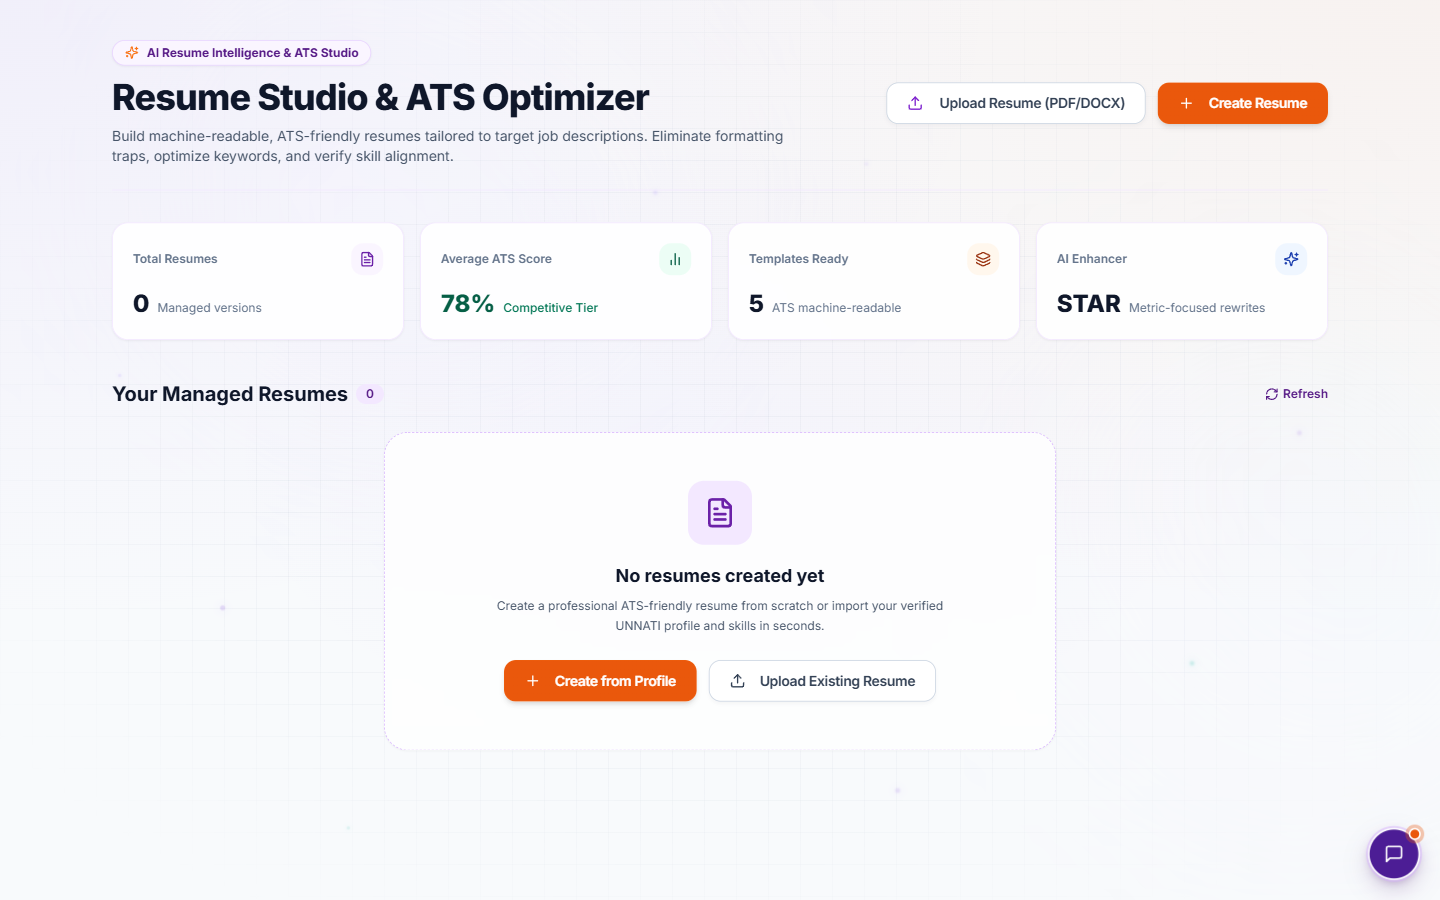 AI Resume Intelligence & ATS Studio
Resume Studio & ATS Optimizer
Build machine-readable, ATS-friendly resumes tailored to target job descriptions. Eliminate formatting
traps, optimize keywords, and verify skill alignment.
Upload Resume (PDF/DOCX)
Create Resume
Total Resumes
0 Managed versions
Average ATS Score
78% Competitive Tier
Templates Ready
5 ATS machine-readable
AI Enhancer
STAR Metric-focused rewrites
Your Managed Resumes 0
Refresh
No resumes created yet
Create a professional ATS-friendly resume from scratch or import your verified
UNNATI profile and skills in seconds.
Create from Profile
Upload Existing Resume